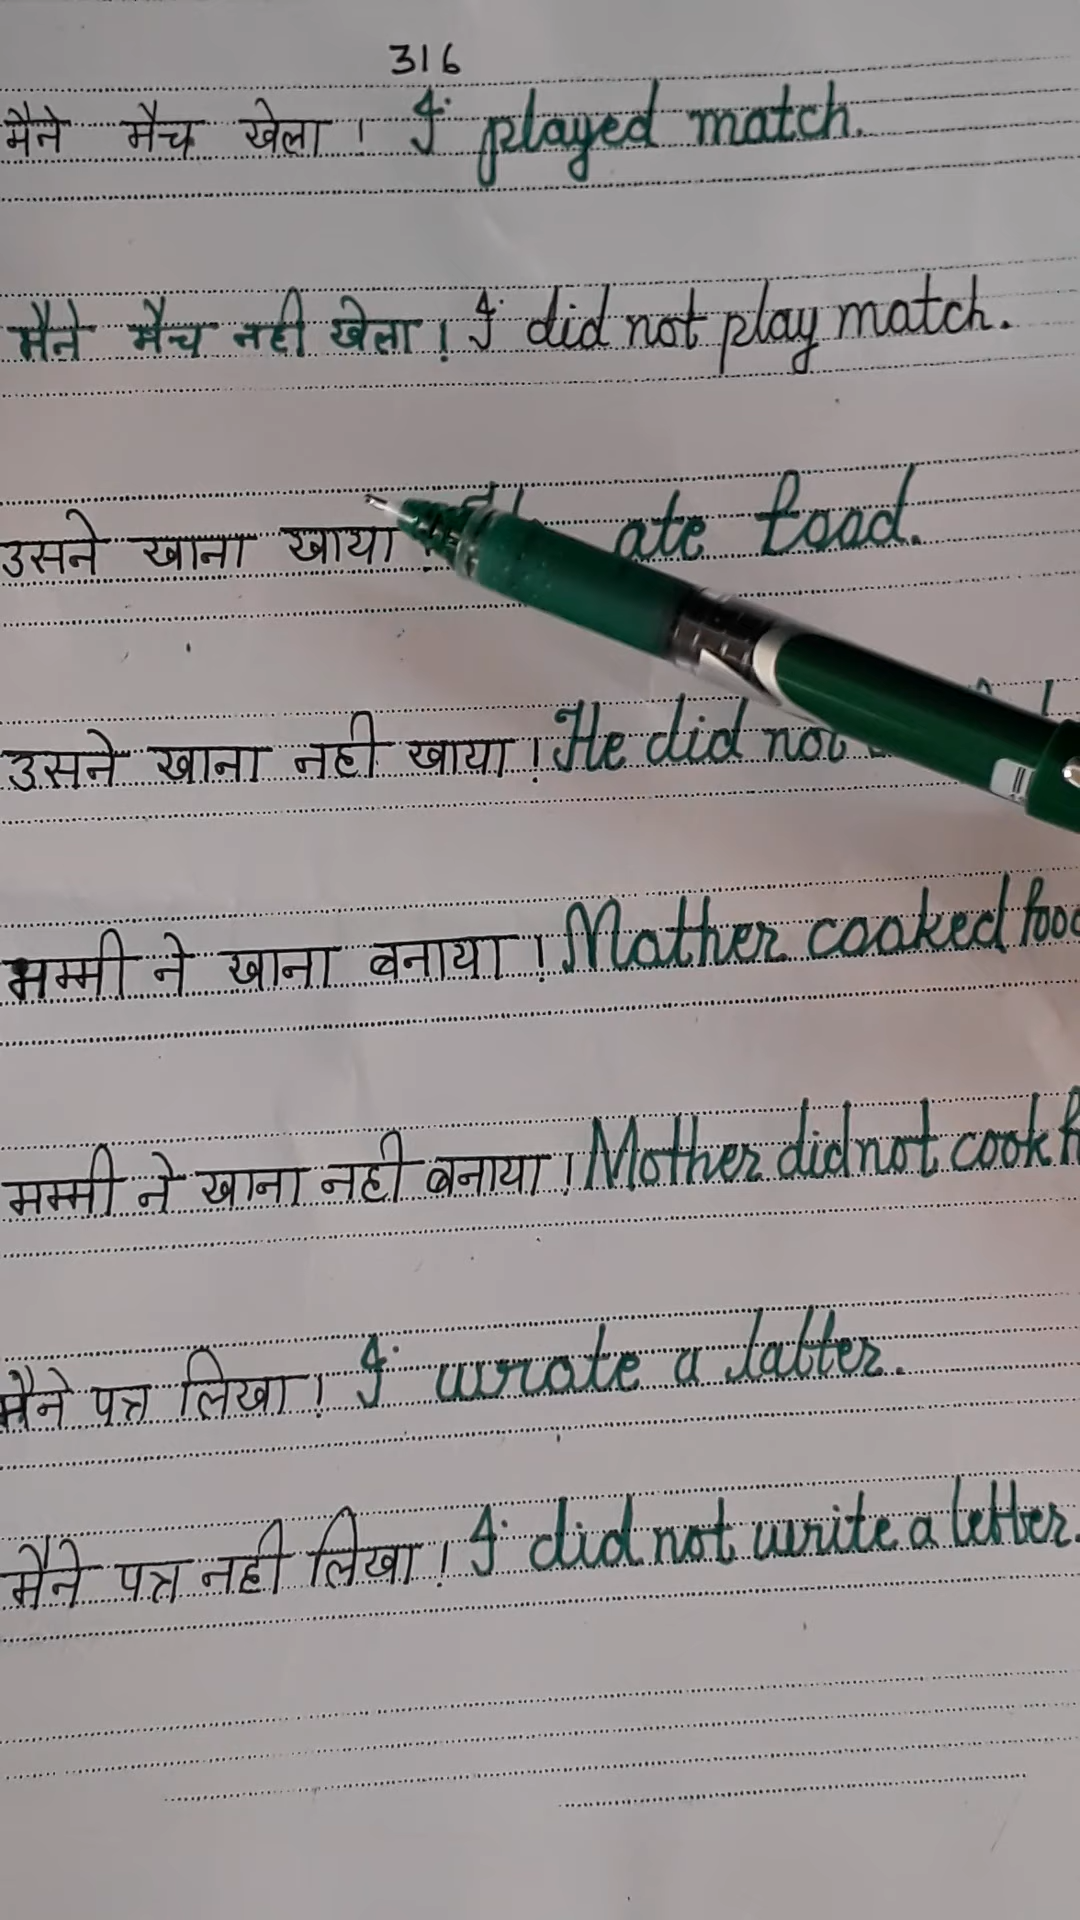 316
मैने मैच खेला । I played match.
मैने मैच नही खेला । I did not play match.
उसने खाना खाया ate food.
उसने खाना नही खाया । He did not
मम्मी ने खाना बनाया । Mother cooked foo
मम्मी ने खाना नही बनाया । Mother did not cook f
मैने पत्र लिखा । I wrote a latter.
मैने पत्र नही लिखा । I did not write a letter.